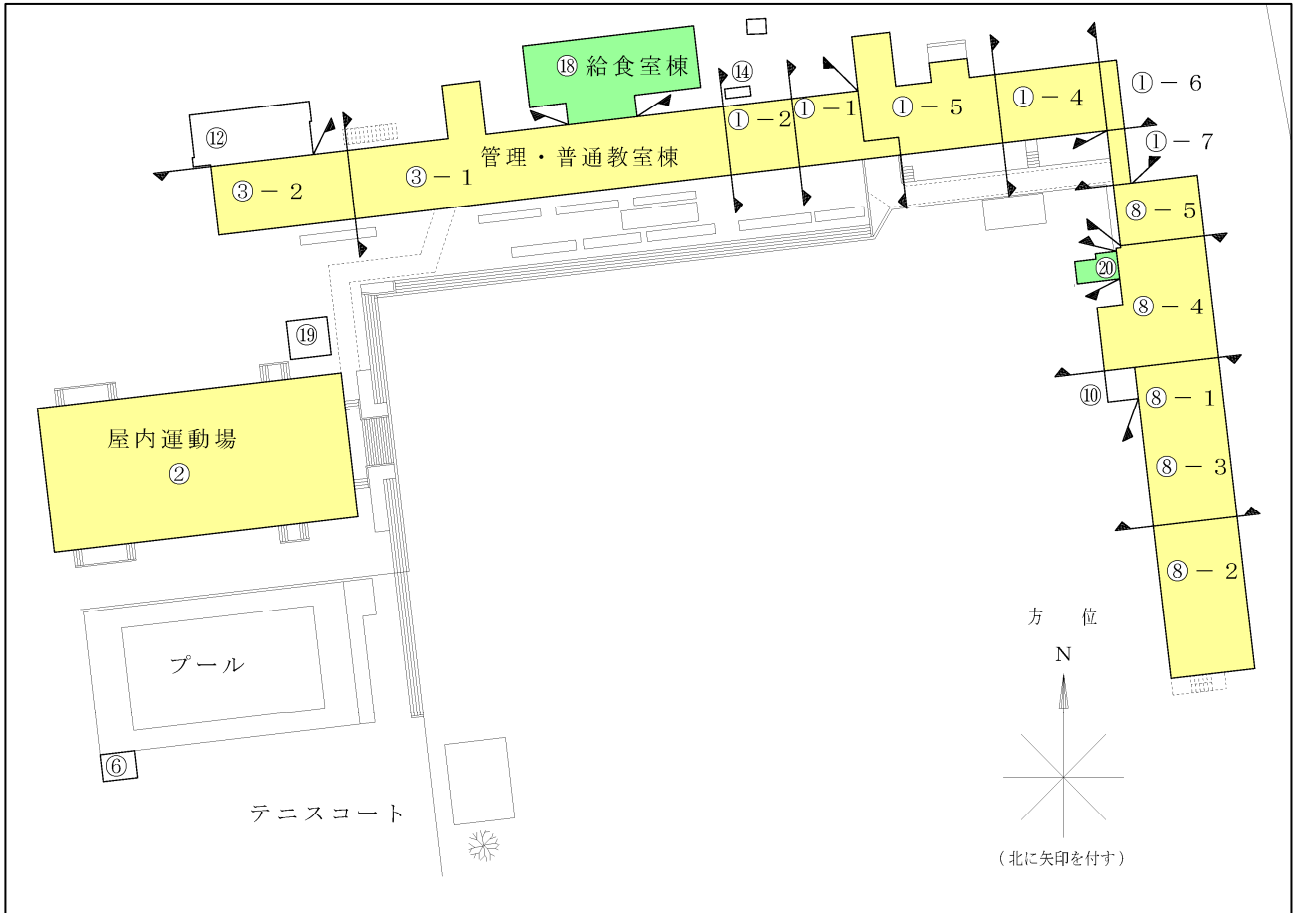 ⑱ 給食室棟
⑭
① － 6
① － 2
① － 1
① － 5
① － 4
⑫
① － 7
管理・普通教室棟
③ － 2
③ － 1
⑧ － 5
⑳
⑧ － 4
⑲
⑩
⑧ － 1
屋内運動場
②
⑧ － 3
⑧ － 2
方 位
N
プール
⑥
テニスコート
(北に矢印を付す)